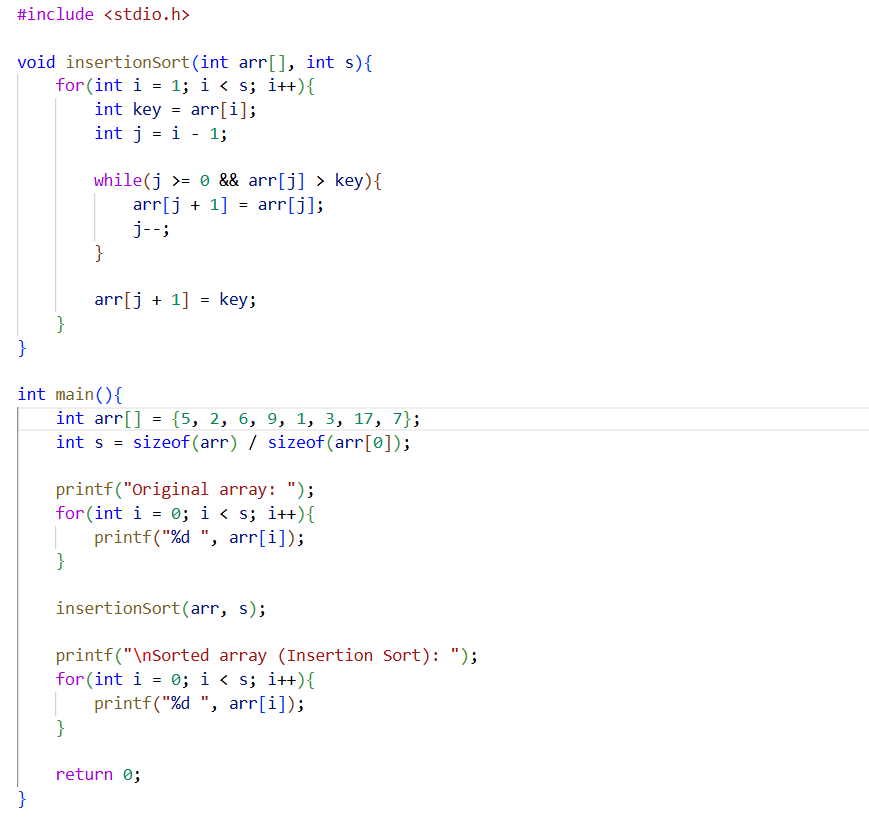 #include <stdio.h>

void insertionSort(int arr[], int s){
    for(int i = 1; i < s; i++){
        int key = arr[i];
        int j = i - 1;

        while(j >= 0 && arr[j] > key){
            arr[j + 1] = arr[j];
            j--;
        }

        arr[j + 1] = key;
    }
}

int main(){
    int arr[] = {5, 2, 6, 9, 1, 3, 17, 7};
    int s = sizeof(arr) / sizeof(arr[0]);

    printf("Original array: ");
    for(int i = 0; i < s; i++){
        printf("%d ", arr[i]);
    }

    insertionSort(arr, s);

    printf("\nSorted array (Insertion Sort): ");
    for(int i = 0; i < s; i++){
        printf("%d ", arr[i]);
    }

    return 0;
}